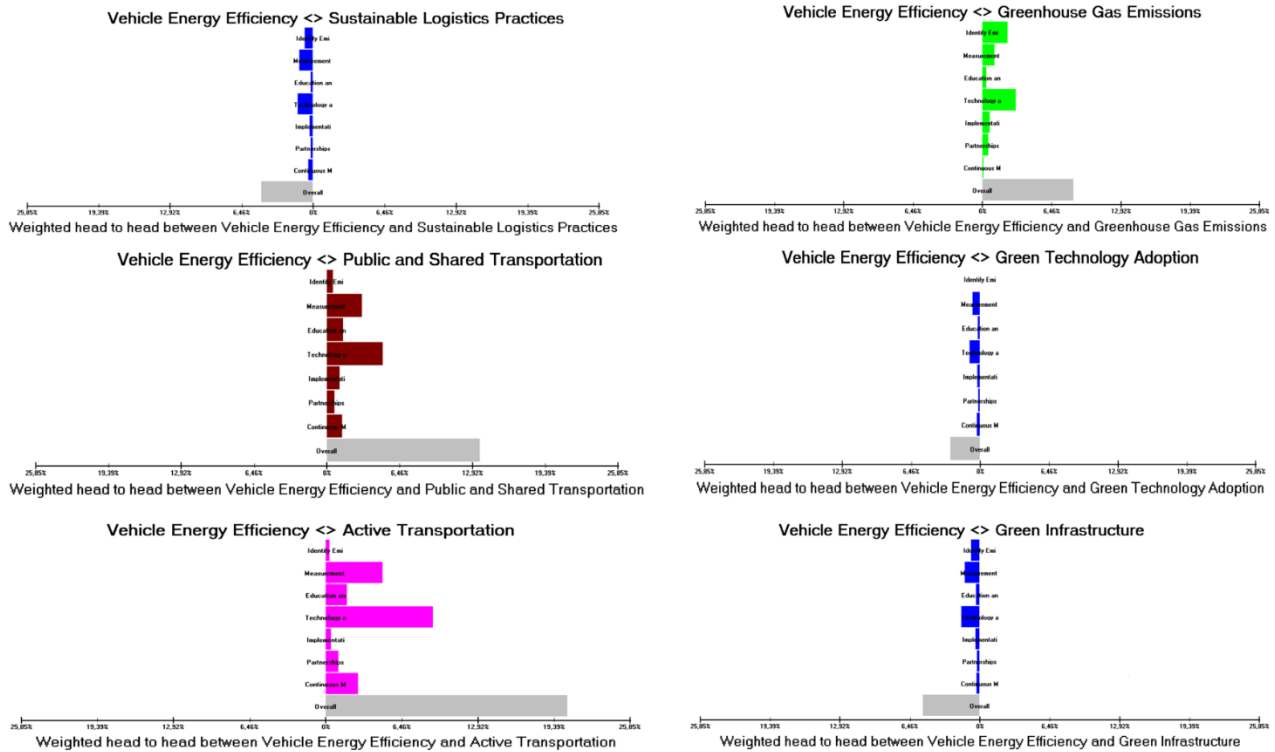 Vehicle Energy Efficiency <> Sustainable Logistics Practices
Identify Emi
Measurement
Education an
Technology a
Implementati
Partnerships
Continuous M
Overall
25,85% 19,39% 12,92% 6,46% 0% 6,46% 12,92% 19,39% 25,85%
Weighted head to head between Vehicle Energy Efficiency and Sustainable Logistics Practices
Vehicle Energy Efficiency <> Greenhouse Gas Emissions
Identify Emi
Measurement
Education an
Technology a
Implementati
Partnerships
Continuous M
Overall
25,85% 19,39% 12,92% 6,46% 0% 6,46% 12,92% 19,39% 25,85%
Weighted head to head between Vehicle Energy Efficiency and Greenhouse Gas Emissions
Vehicle Energy Efficiency <> Public and Shared Transportation
Identify Emi
Measurement
Education an
Technology a
Implementati
Partnerships
Continuous M
Overall
25,85% 19,39% 12,92% 6,46% 0% 6,46% 12,92% 19,39% 25,85%
Weighted head to head between Vehicle Energy Efficiency and Public and Shared Transportation
Vehicle Energy Efficiency <> Green Technology Adoption
Identify Emi
Measurement
Education an
Technology a
Implementati
Partnerships
Continuous M
Overall
25,85% 19,39% 12,92% 6,46% 0% 6,46% 12,92% 19,39% 25,85%
Weighted head to head between Vehicle Energy Efficiency and Green Technology Adoption
Vehicle Energy Efficiency <> Active Transportation
Identify Emi
Measurement
Education an
Technology a
Implementati
Partnerships
Continuous M
Overall
25,85% 19,39% 12,92% 6,46% 0% 6,46% 12,92% 19,39% 25,85%
Weighted head to head between Vehicle Energy Efficiency and Active Transportation
Vehicle Energy Efficiency <> Green Infrastructure
Identify Emi
Measurement
Education an
Technology a
Implementati
Partnerships
Continuous M
Overall
25,85% 19,39% 12,92% 6,46% 0% 6,46% 12,92% 19,39% 25,85%
Weighted head to head between Vehicle Energy Efficiency and Green Infrastructure